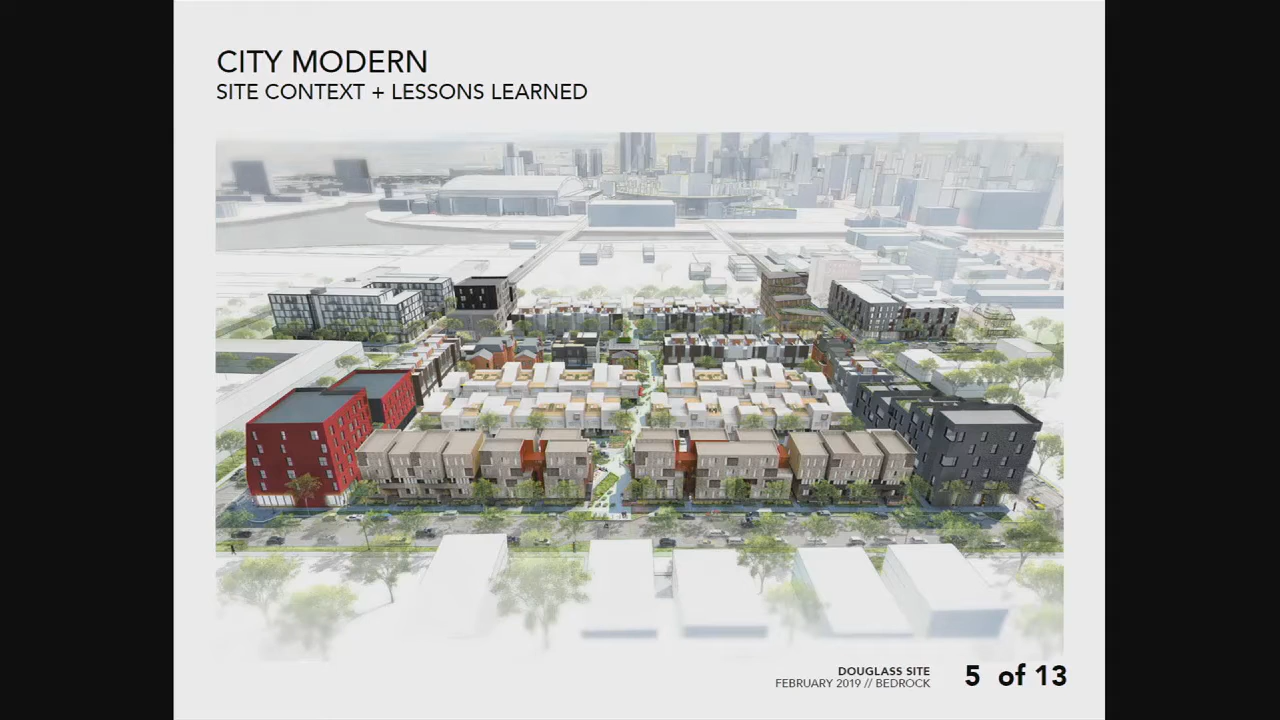 CITY MODERN
SITE CONTEXT + LESSONS LEARNED
DOUGLASS SITE
FEBRUARY 2019 // BEDROCK
5 of 13